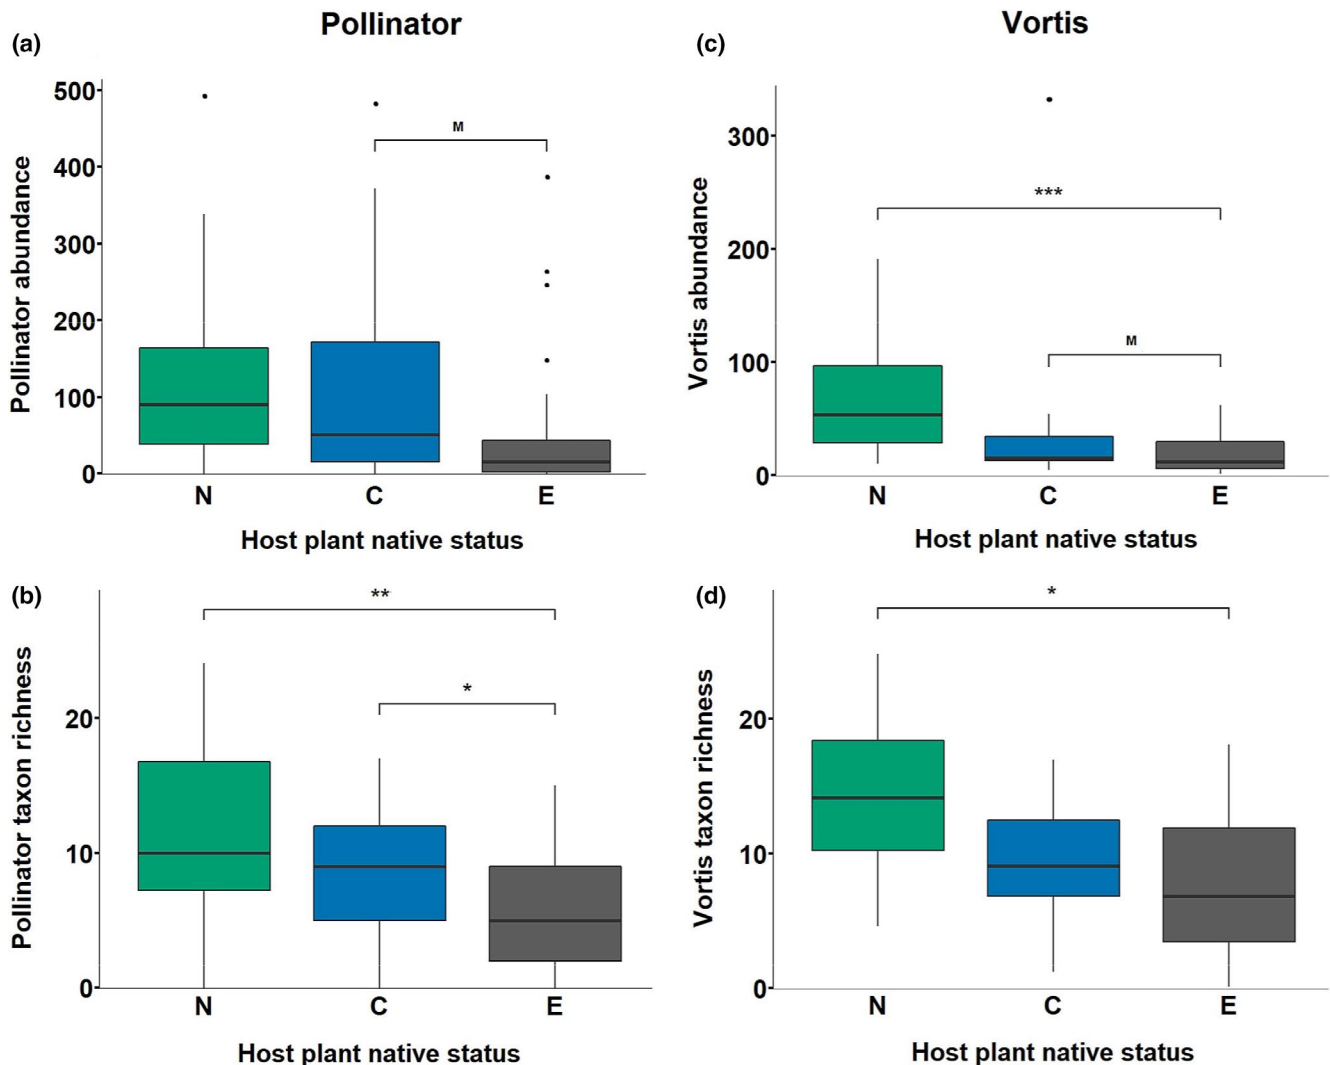 Pollinator
(a)
Pollinator abundance
500
400
300
200
100
0
M
N C E
Host plant native status
Vortis
(c)
Vortis abundance
300
200
100
0
***
M
N C E
Host plant native status
(b)
Pollinator taxon richness
20
10
0
**
*
N C E
Host plant native status
(d)
Vortis taxon richness
20
10
0
*
N C E
Host plant native status